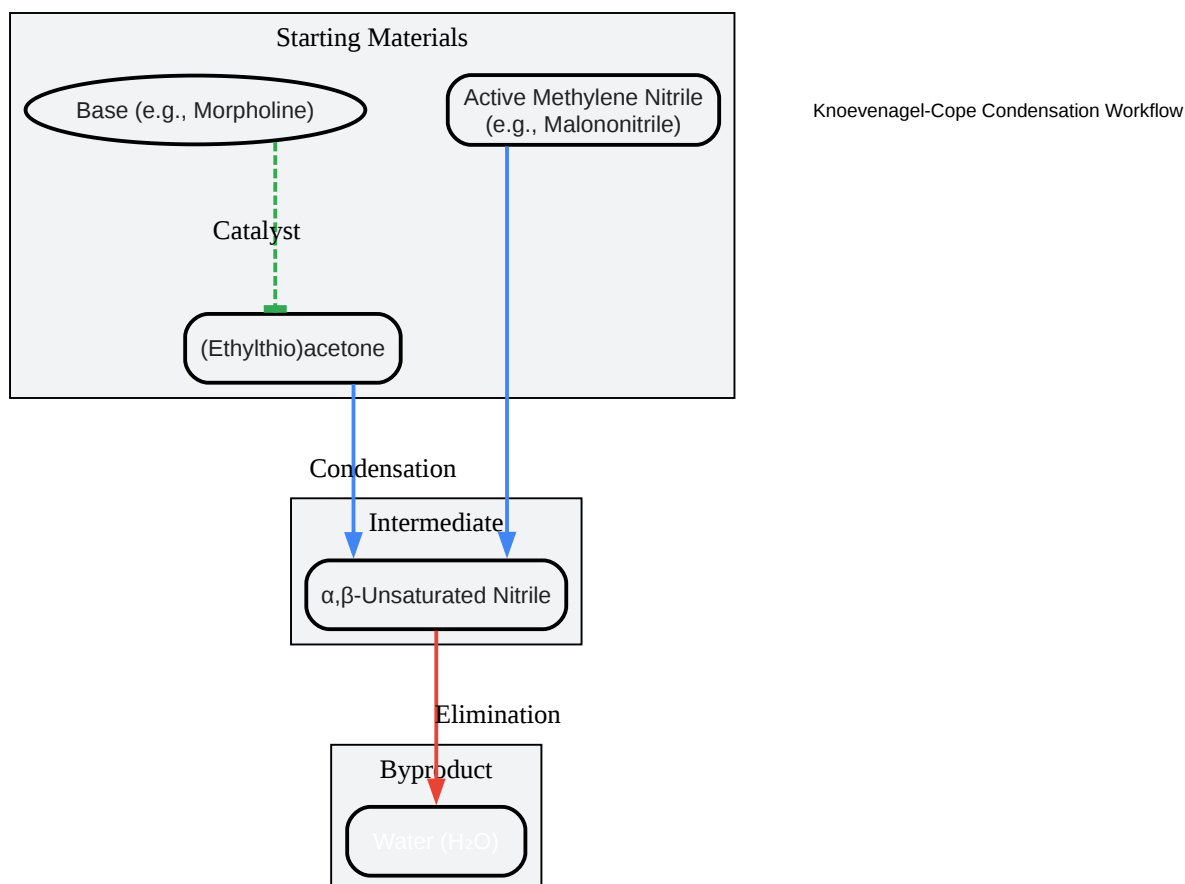 Starting Materials
Base (e.g., Morpholine)
Active Methylene Nitrile
(e.g., Malononitrile)
Knoevenagel-Cope Condensation Workflow
Catalyst
(Ethylthio)acetone
Condensation
Intermediate
α,β-Unsaturated Nitrile
Elimination
Byproduct
Water (H₂O)